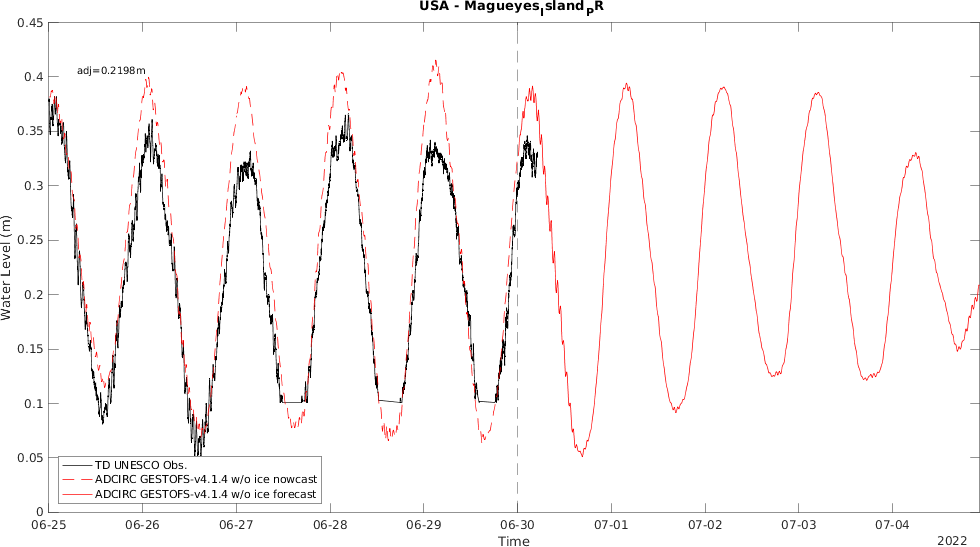 USA - MagueyesIslandPR
0.45
0.4
0.35
0.3
0.25
0.2
0.15
0.1
0.05
0
Water Level (m)
adj=0.2198m
TD UNESCO Obs.
ADCIRC GESTOFS-v4.1.4 w/o ice nowcast
ADCIRC GESTOFS-v4.1.4 w/o ice forecast
06-25 06-26 06-27 06-28 06-29 06-30 07-01 07-02 07-03 07-04
Time
2022